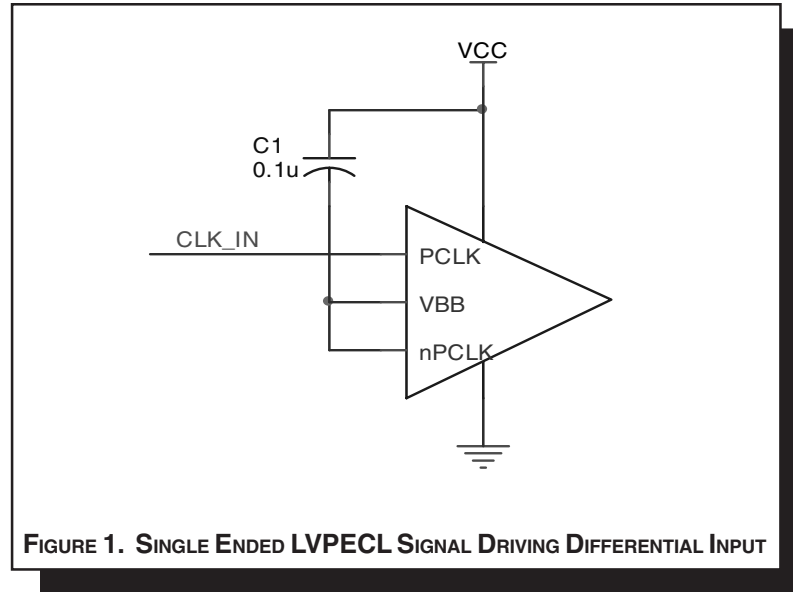 VCC
C1
0.1u
CLK_IN
PCLK
VBB
nPCLK
FIGURE 1. SINGLE ENDED LVPECL SIGNAL DRIVING DIFFERENTIAL INPUT